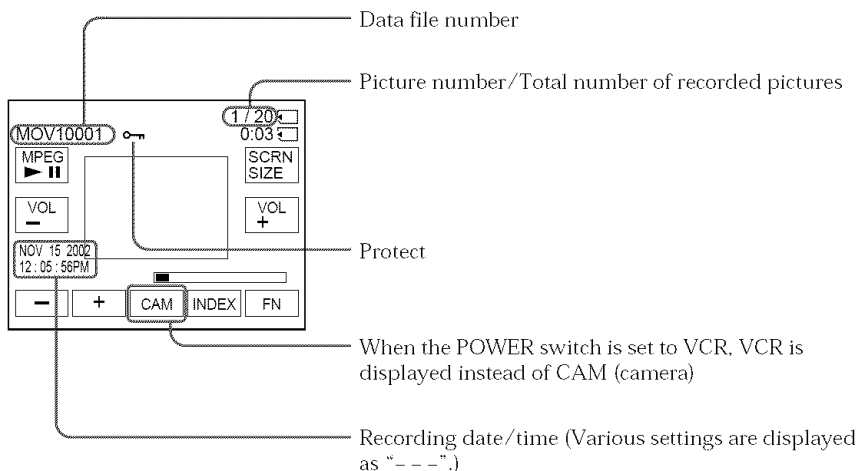 Data file number
Picture number/Total number of recorded pictures
1 / 20
MOV10001
0:03
MPEG
SCRN
SIZE
VOL
−
VOL
+
Protect
NOV 15 2002
12 : 05 : 56PM
− + CAM INDEX FN
When the POWER switch is set to VCR, VCR is
displayed instead of CAM (camera)
Recording date/time (Various settings are displayed
as “– – –”.)